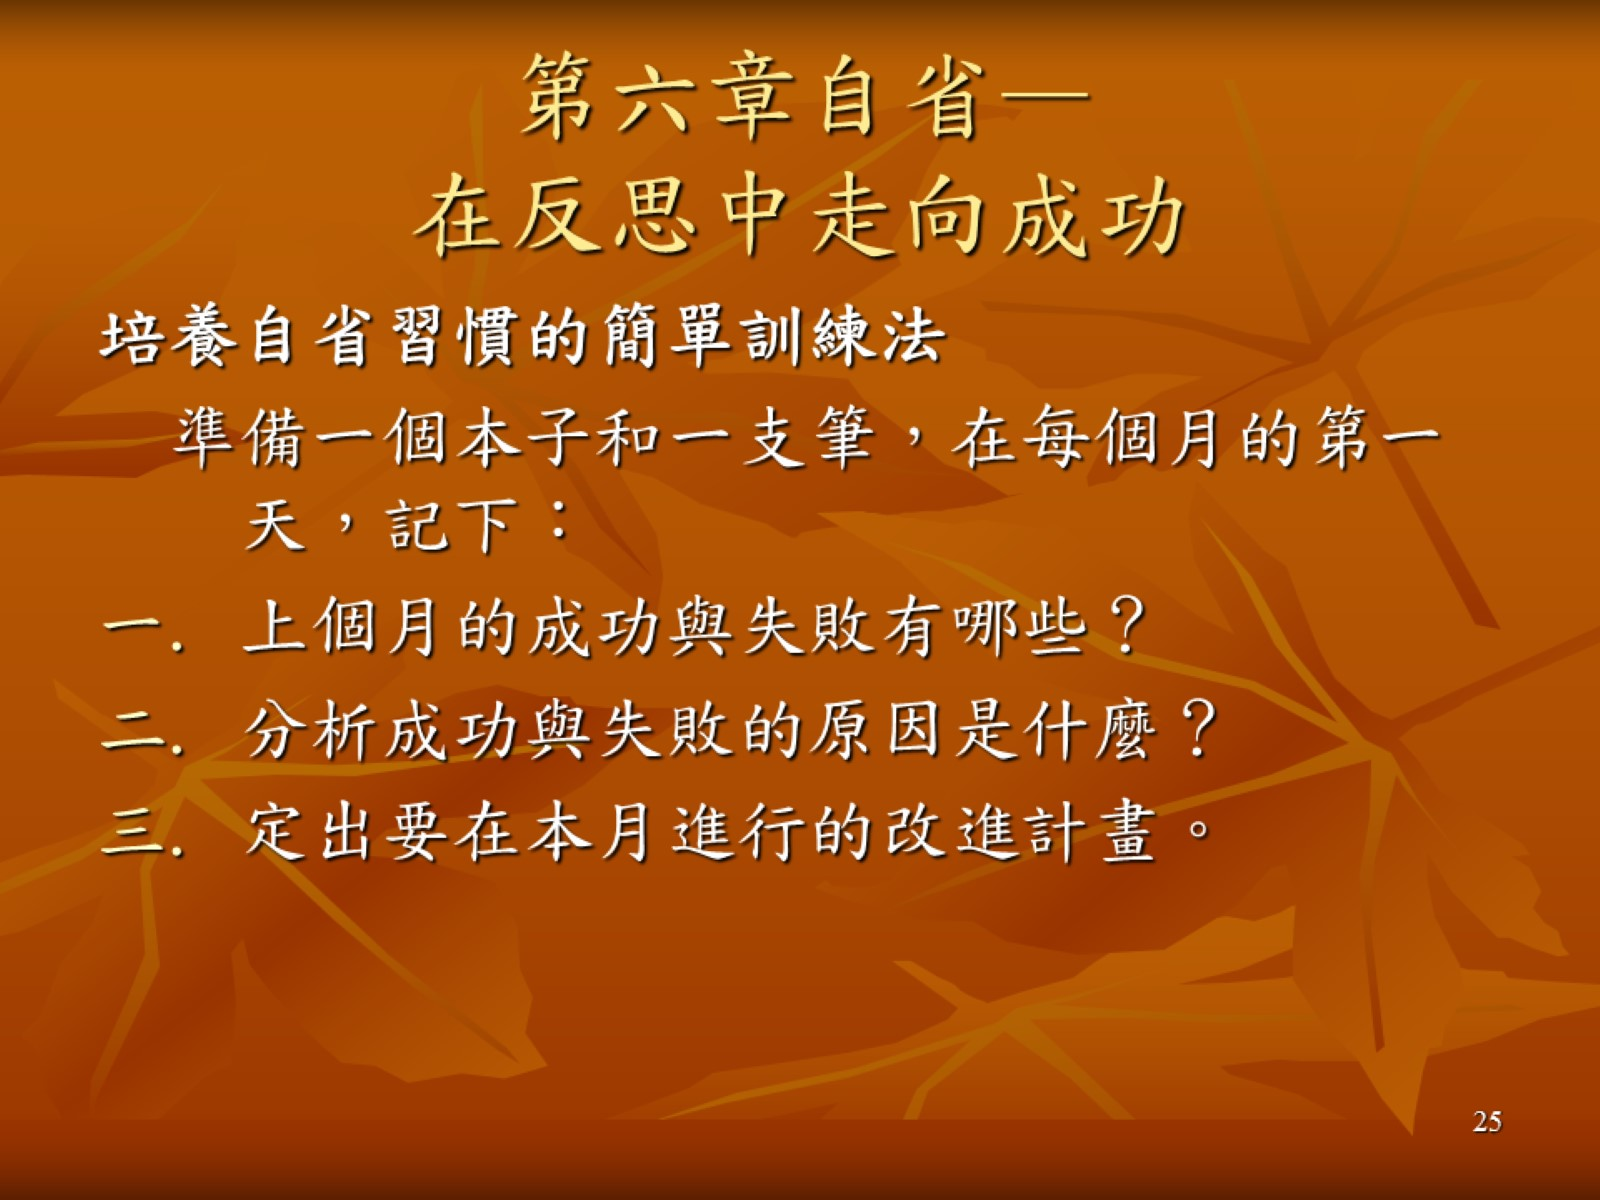 第六章自省—
在反思中走向成功
培養自省習慣的簡單訓練法
準備一個本子和一支筆，在每個月的第一
天，記下：
一. 上個月的成功與失敗有哪些？
二. 分析成功與失敗的原因是什麼？
三. 定出要在本月進行的改進計畫。
25